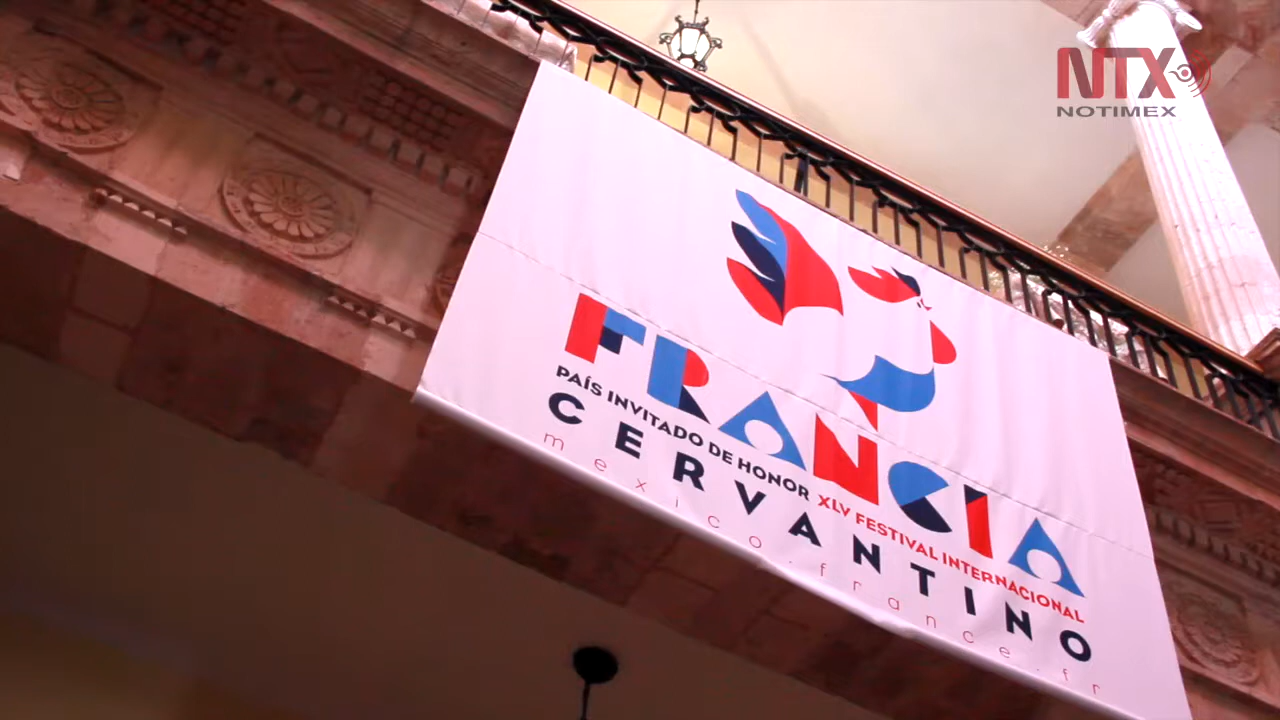 NTX
NOTIMEX
FRANCIA
PAÍS INVITADO DE HONOR XLV FESTIVAL INTERNACIONAL
CERVANTINO
mexico.france.fr